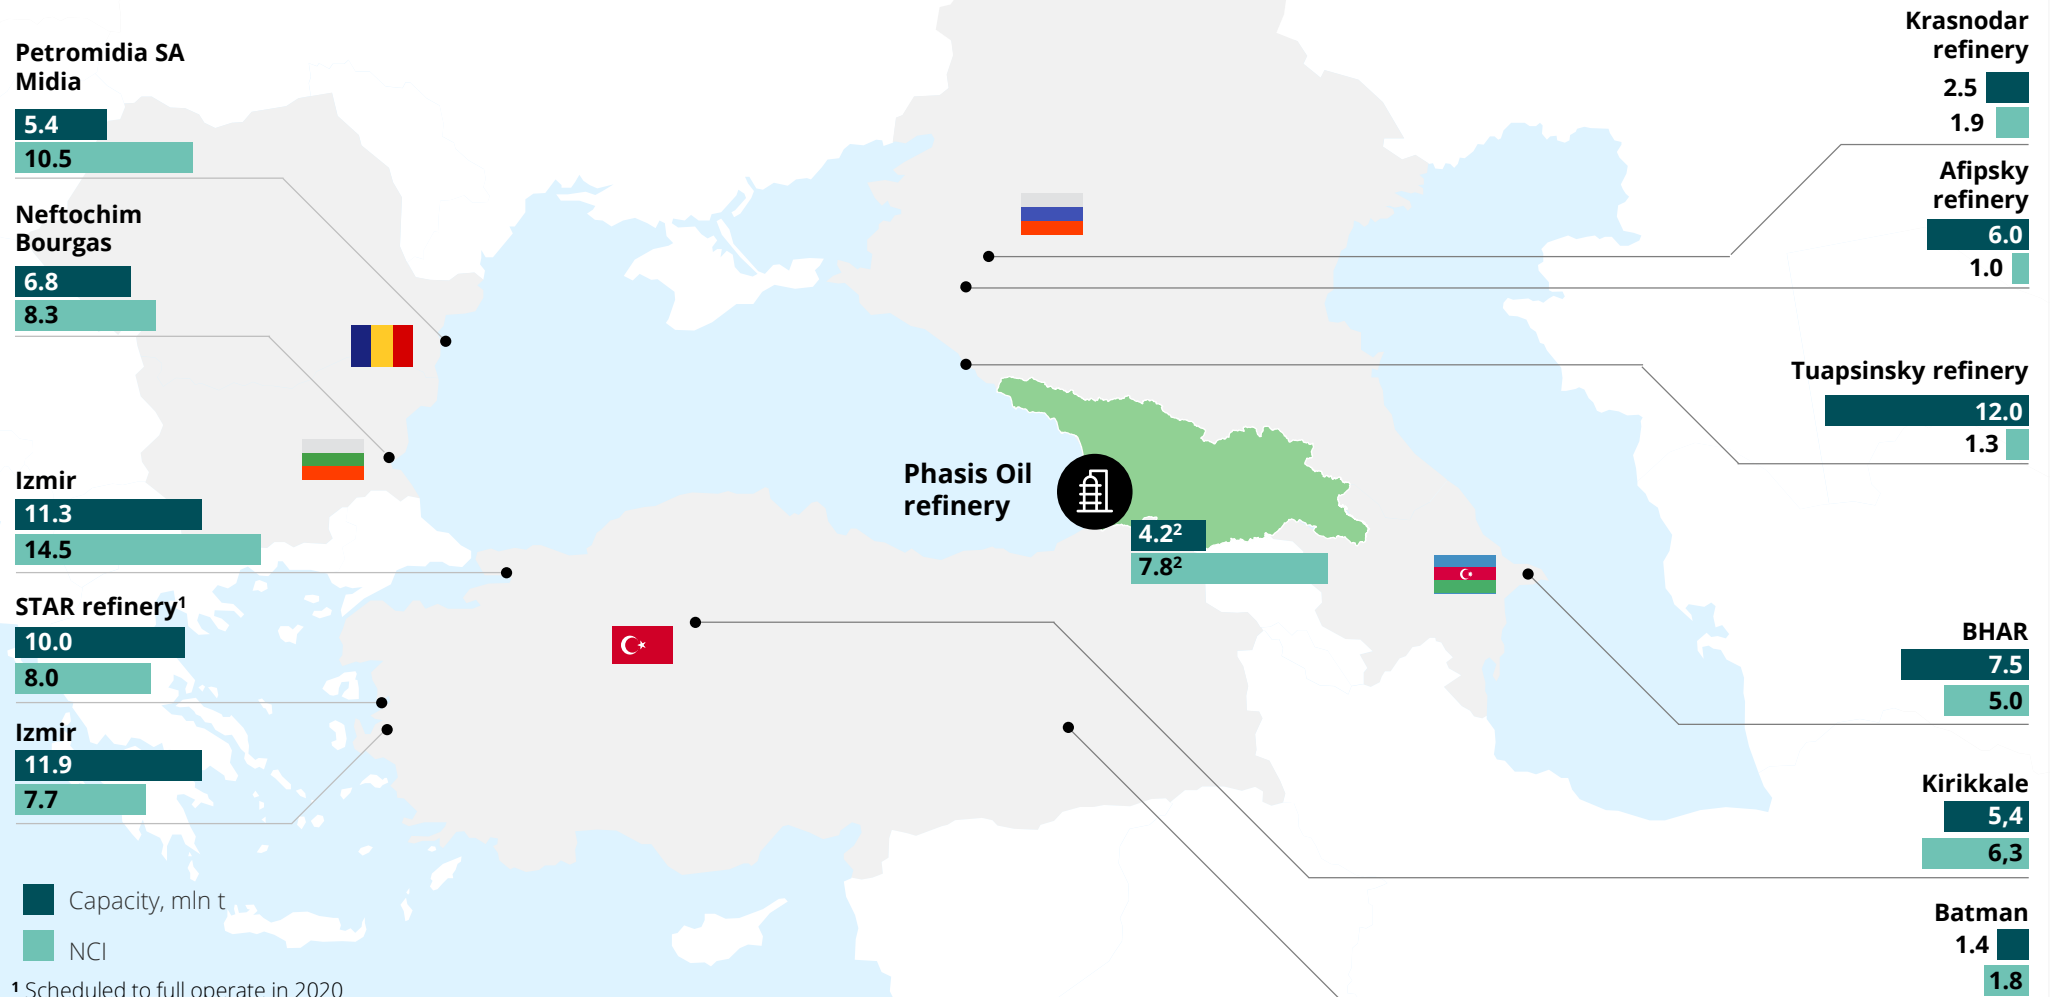 Petromidia SA
Midia
5.4
10.5
Neftochim
Bourgas
6.8
8.3
Izmir
11.3
14.5
STAR refinery¹
10.0
8.0
Izmir
11.9
7.7
Capacity, mln t
NCI
¹ Scheduled to full operate in 2020
Phasis Oil
refinery
4.2²
7.8²
Krasnodar
refinery
2.5
1.9
Afipsky
refinery
6.0
1.0
Tuapsinsky refinery
12.0
1.3
BHAR
7.5
5.0
Kirikkale
5,4
6,3
Batman
1.4
1.8